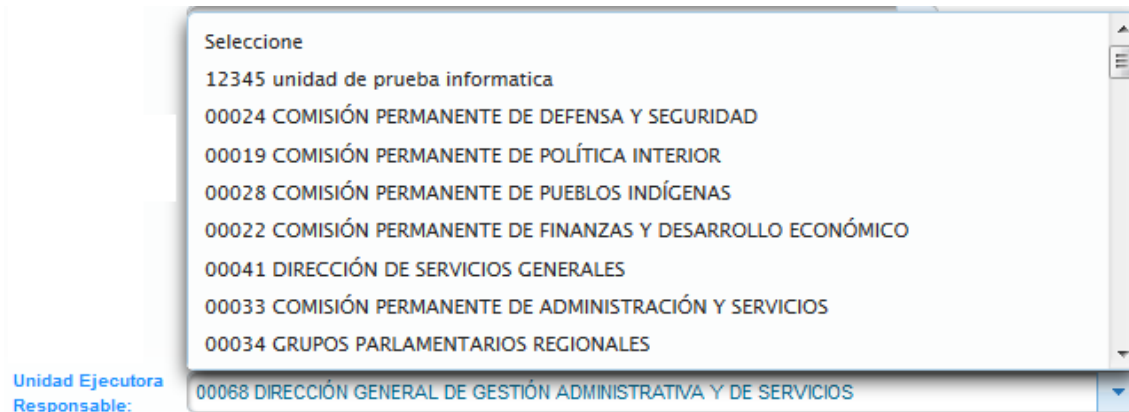 Seleccione
12345 unidad de prueba informatica
00024 COMISIÓN PERMANENTE DE DEFENSA Y SEGURIDAD
00019 COMISIÓN PERMANENTE DE POLÍTICA INTERIOR
00028 COMISIÓN PERMANENTE DE PUEBLOS INDÍGENAS
00022 COMISIÓN PERMANENTE DE FINANZAS Y DESARROLLO ECONÓMICO
00041 DIRECCIÓN DE SERVICIOS GENERALES
00033 COMISIÓN PERMANENTE DE ADMINISTRACIÓN Y SERVICIOS
00034 GRUPOS PARLAMENTARIOS REGIONALES
Unidad Ejecutora
Responsable:
00068 DIRECCIÓN GENERAL DE GESTIÓN ADMINISTRATIVA Y DE SERVICIOS